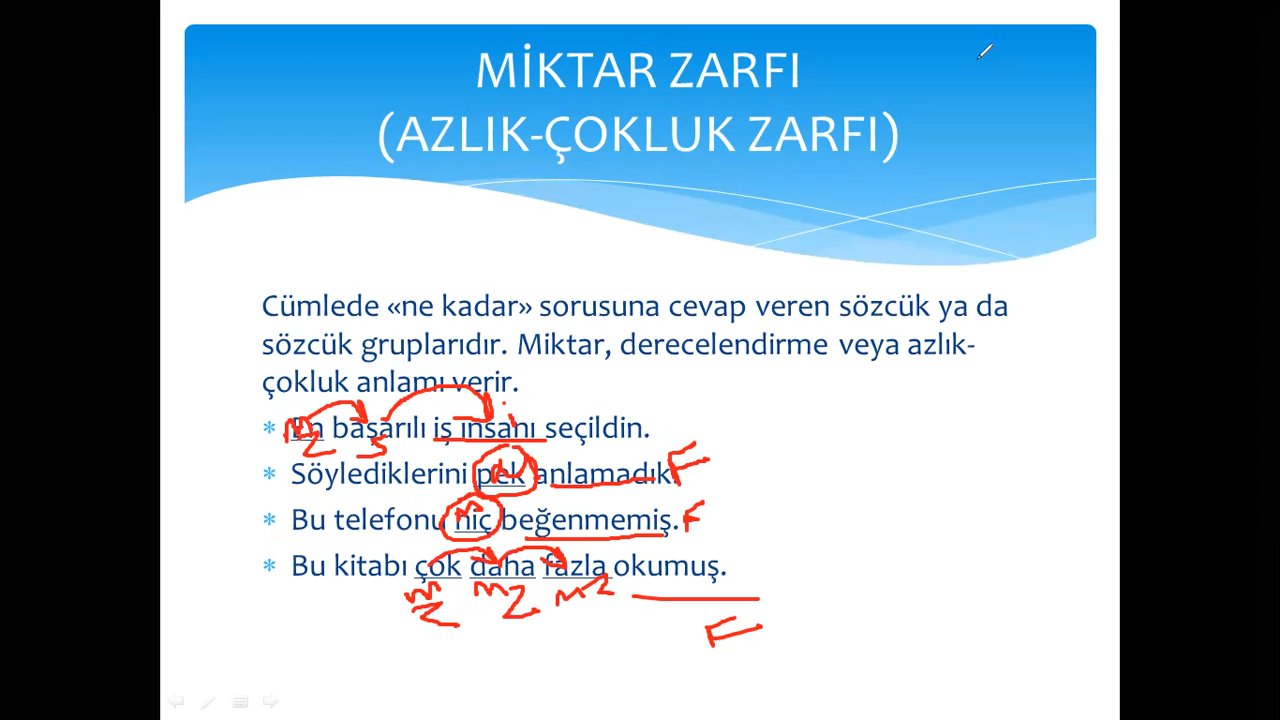 MİKTAR ZARFI
(AZLIK-ÇOKLUK ZARFI)
Cümlede «ne kadar» sorusuna cevap veren sözcük ya da
sözcük gruplarıdır. Miktar, derecelendirme veya azlık-
çokluk anlamı verir.
* En başarılı iş insanı seçildin.
* Söylediklerini pek anlamadık.
* Bu telefonu hiç beğenmemiş.
* Bu kitabı çok daha fazla okumuş.